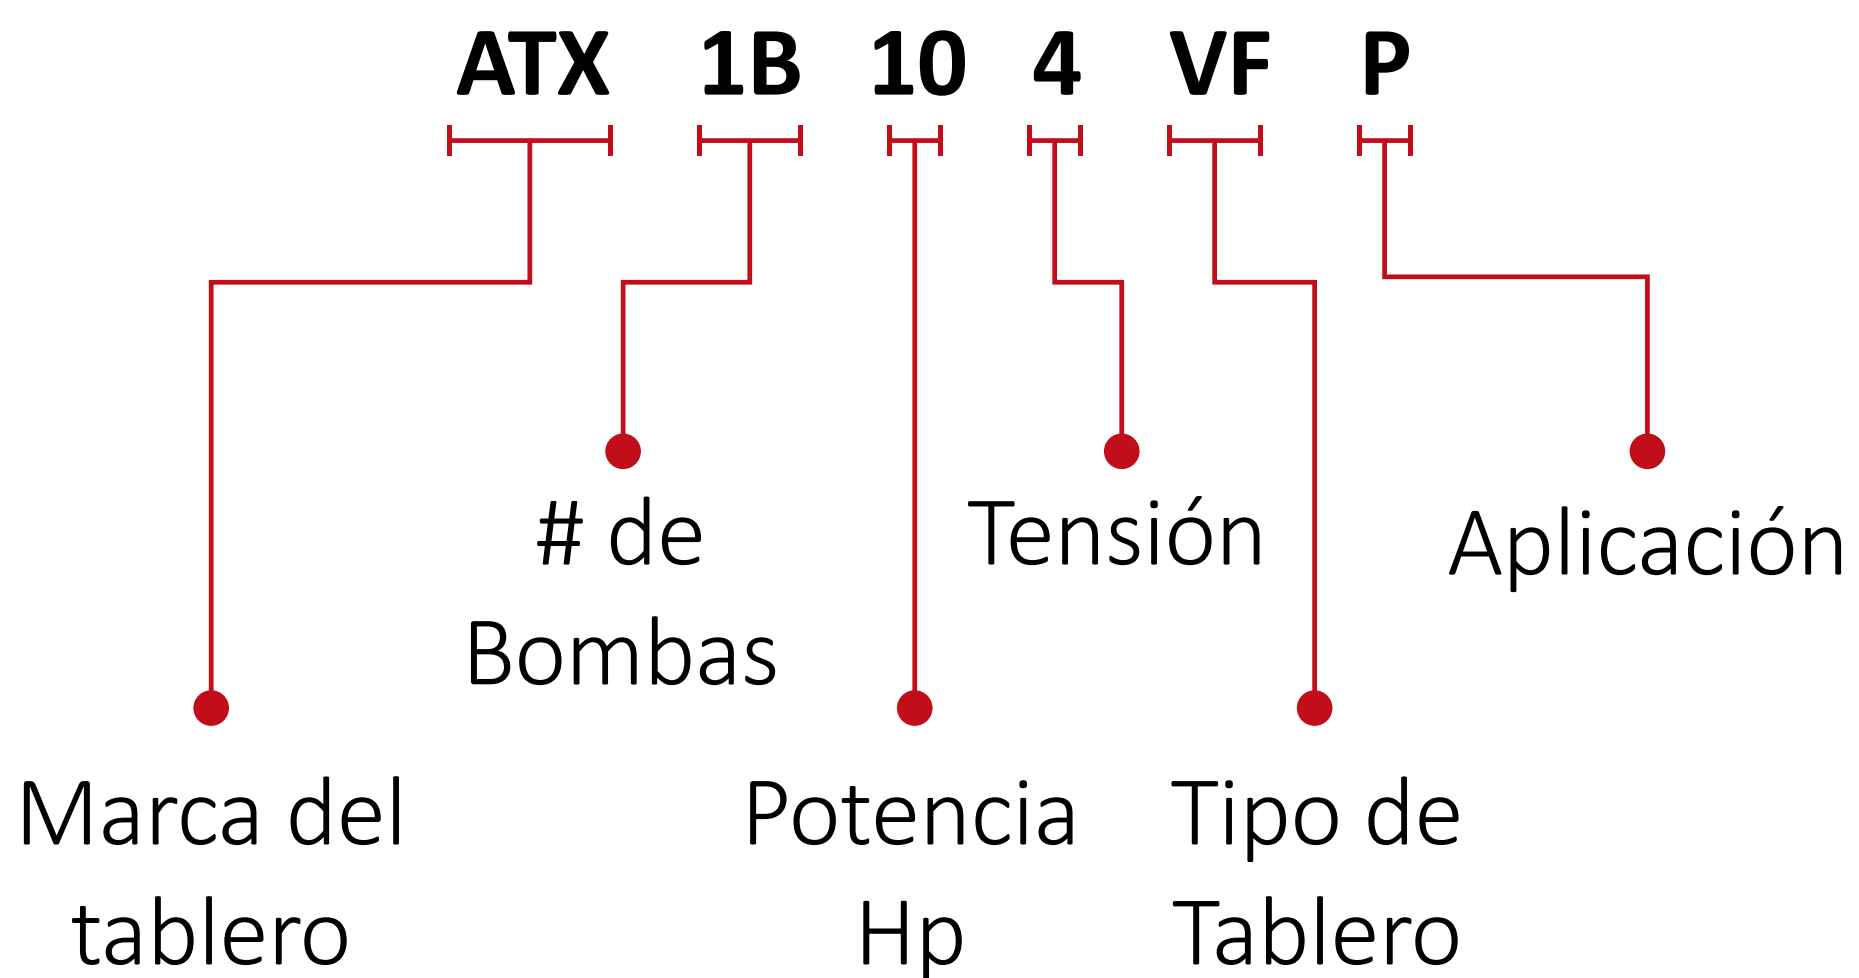 ATX 1B 10 4 VF P
# de
Bombas
Tensión
Aplicación
Marca del
tablero
Potencia
Hp
Tipo de
Tablero